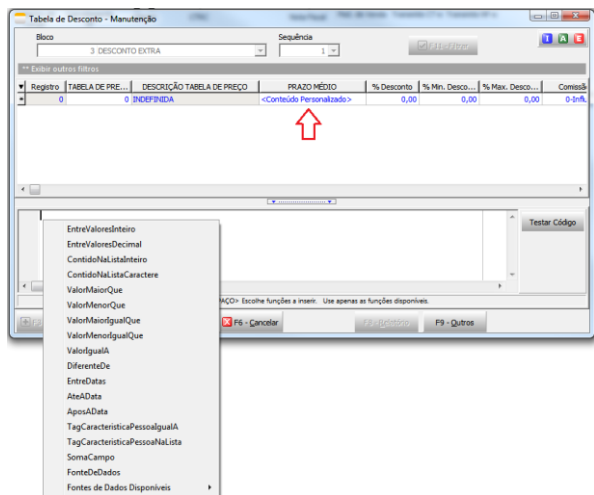 Tabela de Desconto - Manutenção
Bloco
Sequência
3 DESCONTO EXTRA
1
I A E
** Exibir outros filtros
Registro TABELA DE PRE... DESCRIÇÃO TABELA DE PREÇO PRAZO MÉDIO % Desconto % Min. Desco... % Max. Desco... Comissã
0 0 INDEFINIDA <Conteúdo Personalizado> 0,00 0,00 0,00 0-Infl.
Testar Código
EntreValoresInteiro
EntreValoresDecimal
ContidoNaListaInteiro
ContidoNaListaCaractere
ValorMaiorQue
ValorMenorQue
ValorMaiorIgualQue
ValorMenorIgualQue
ValorIgualA
DiferenteDe
EntreDatas
AteAData
AposAData
TagCaracteristicaPessoaIgualA
TagCaracteristicaPessoaNaLista
SomaCampo
FonteDeDados
Fontes de Dados Disponíveis
PAÇO> Escolhe funções a inserir. Use apenas as funções disponíveis.
F6 - Cancelar
F9 - Outros